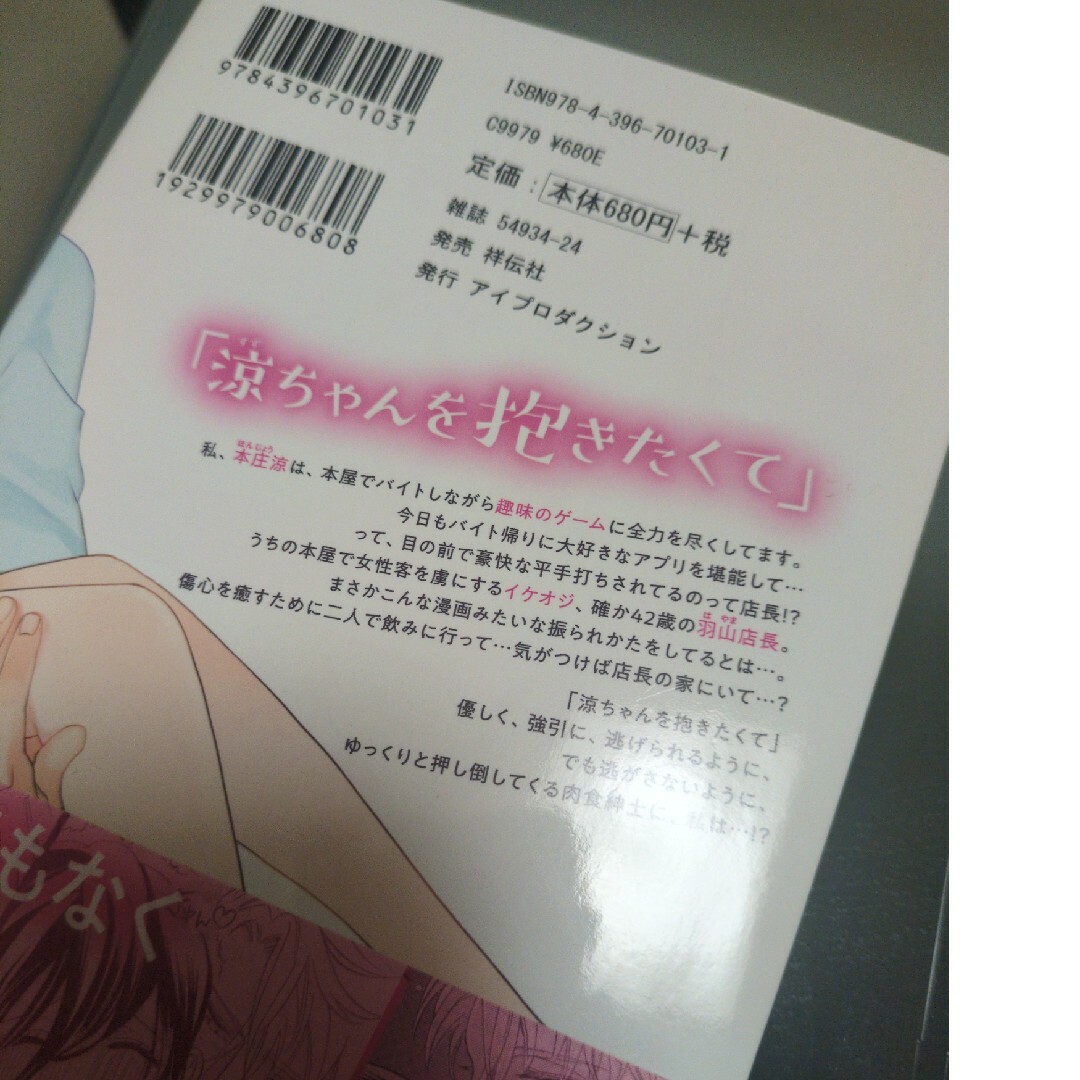 9784396701031
1929979006808
ISBN978-4-396-70103-1
C9979 ¥680E
定価：本体680円+税
雑誌 54934-24
発売 祥伝社
発行 アイプロダクション
すず
「涼ちゃんを抱きたくて」
ほんじょう
私、本庄涼は、本屋でバイトしながら趣味のゲームに全力を尽くしてます。
今日もバイト帰りに大好きなアプリを堪能して…
って、目の前で豪快な平手打ちされてるのって店長!?
うちの本屋で女性客を虜にするイケオジ、確か42歳の羽山店長。
はやま
まさかこんな漫画みたいな振られかたをしてるとは…。
傷心を癒すために二人で飲みに行って…気がつけば店長の家にいて…?
「涼ちゃんを抱きたくて」
優しく、強引に、逃げられるように、
でも逃がさないように、
ゆっくりと押し倒してくる肉食紳士に、私は…!?
もなく